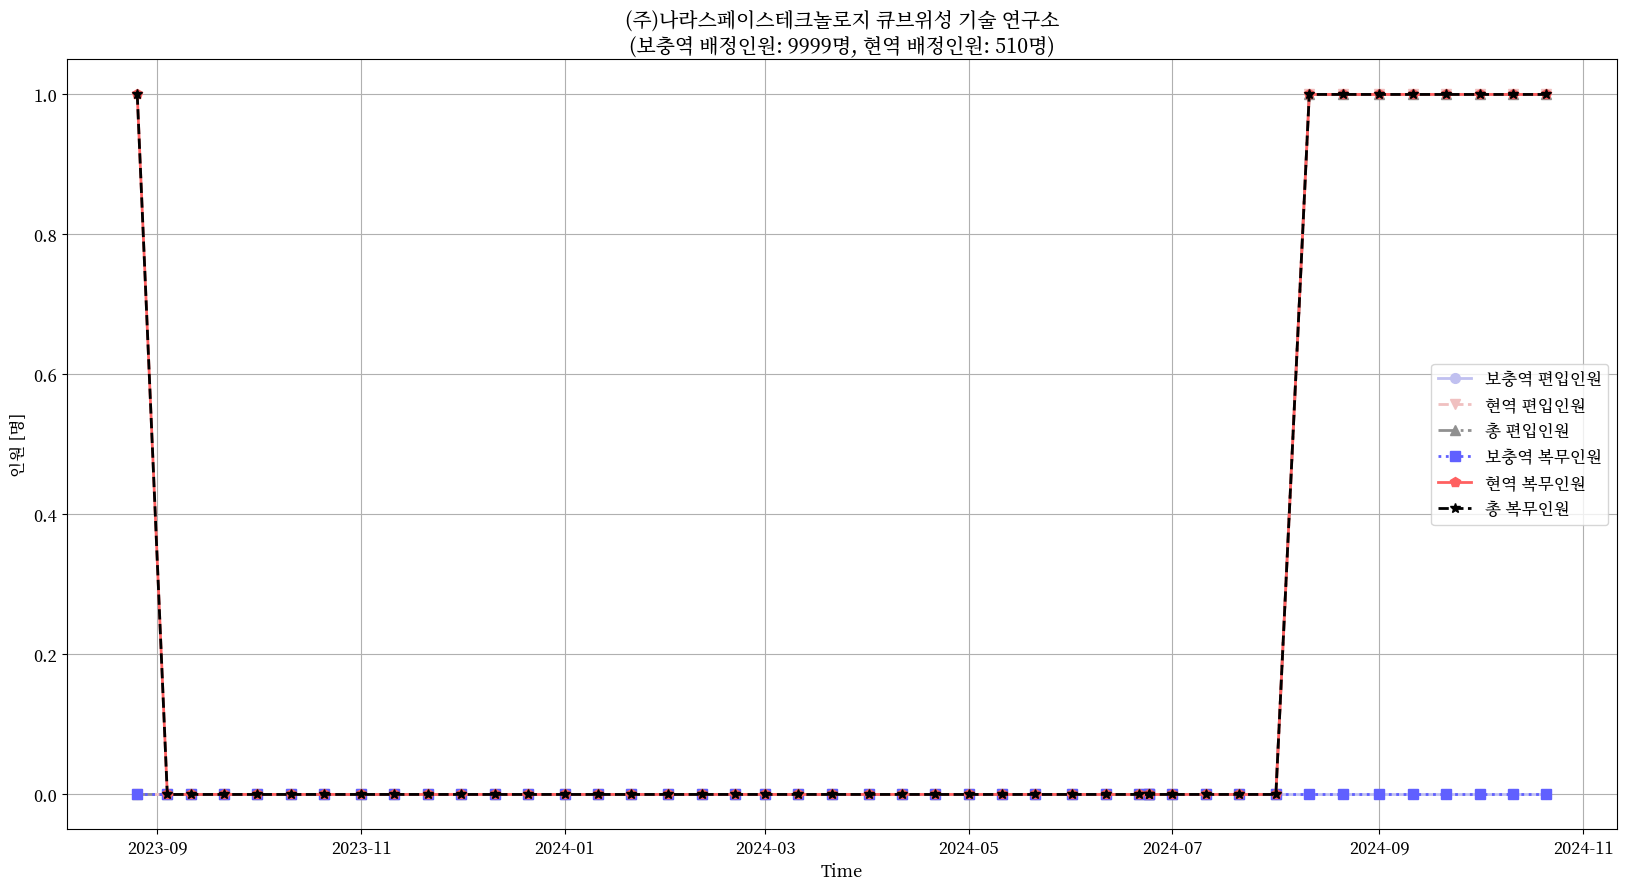 (주)나라스페이스테크놀로지 큐브위성 기술 연구소
(보충역 배정인원: 9999명, 현역 배정인원: 510명)
1.0
0.8
0.6
0.4
0.2
0.0
인원 [명]
보충역 편입인원
현역 편입인원
총 편입인원
보충역 복무인원
현역 복무인원
총 복무인원
2023-09
2023-11
2024-01
2024-03
2024-05
2024-07
2024-09
2024-11
Time